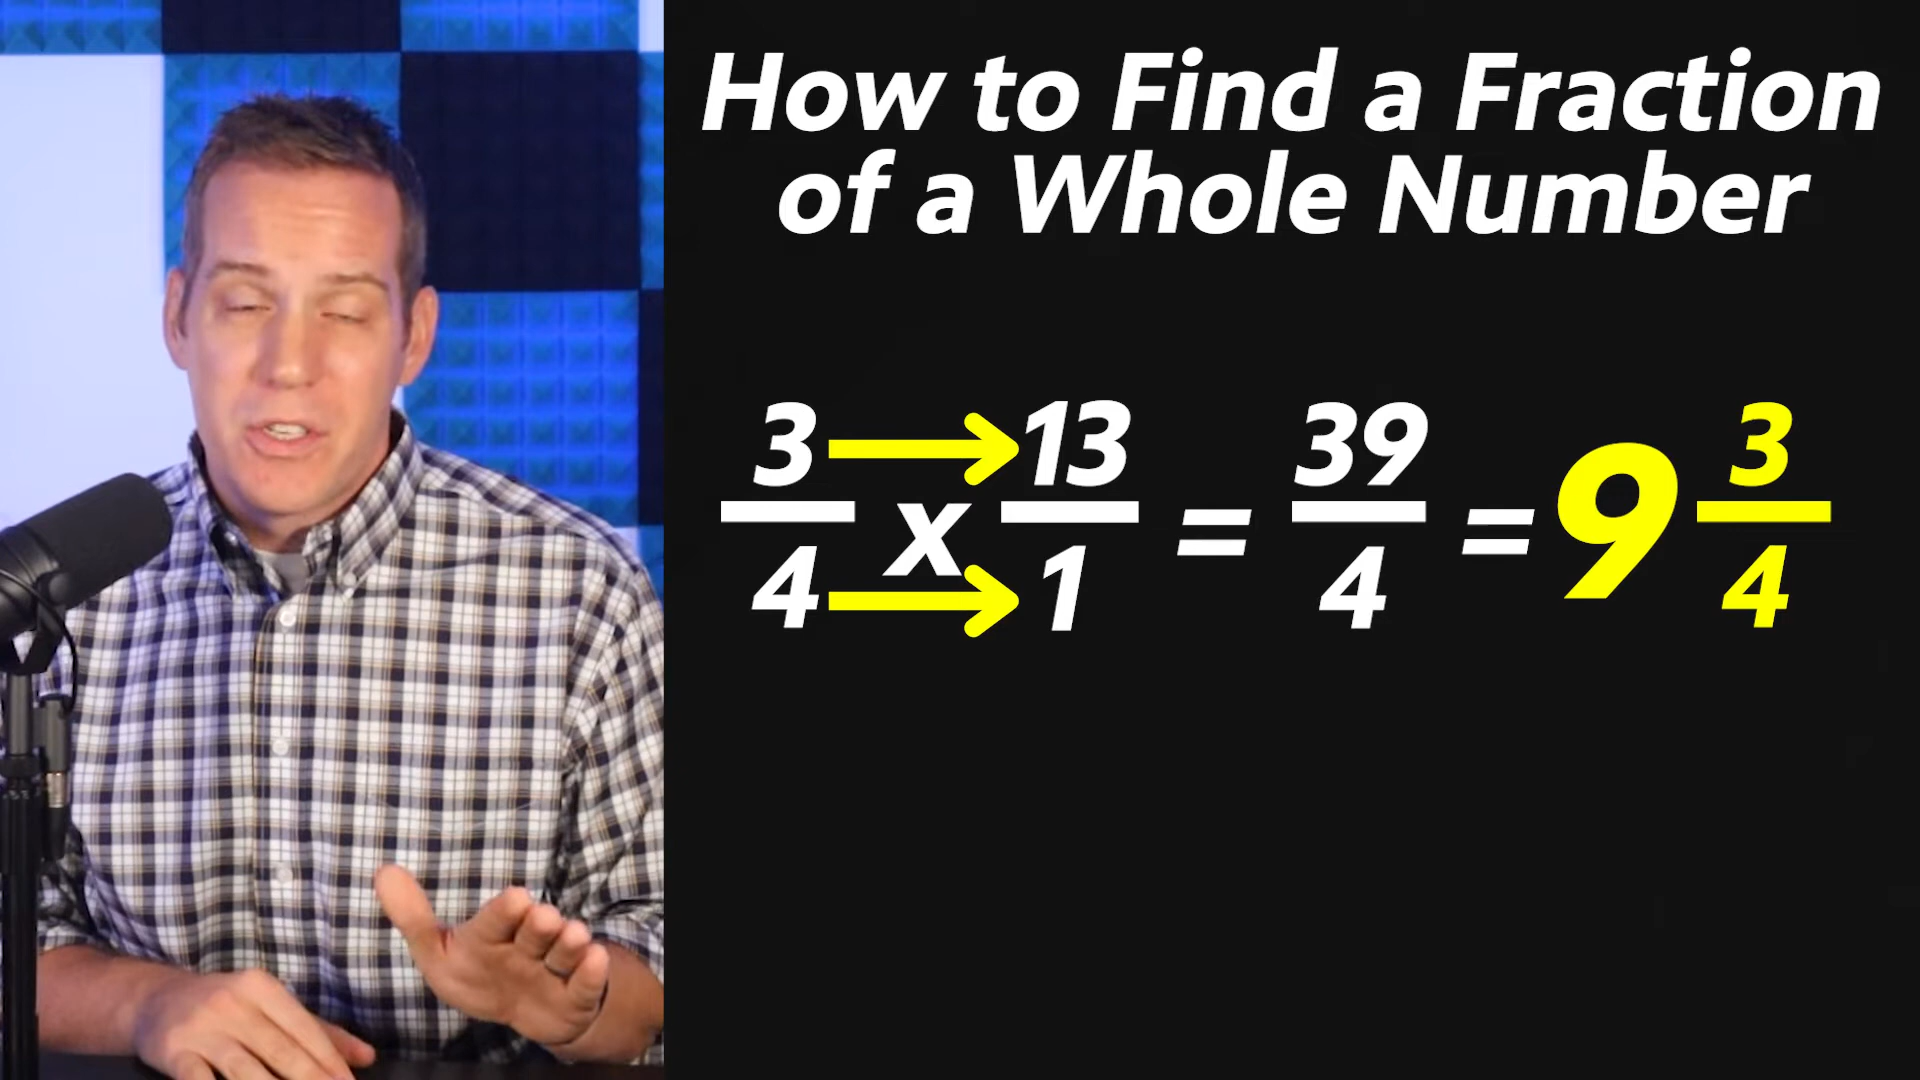 How to Find a Fraction
of a Whole Number
3/4 → x → 13/1 = 39/4 = 9 3/4